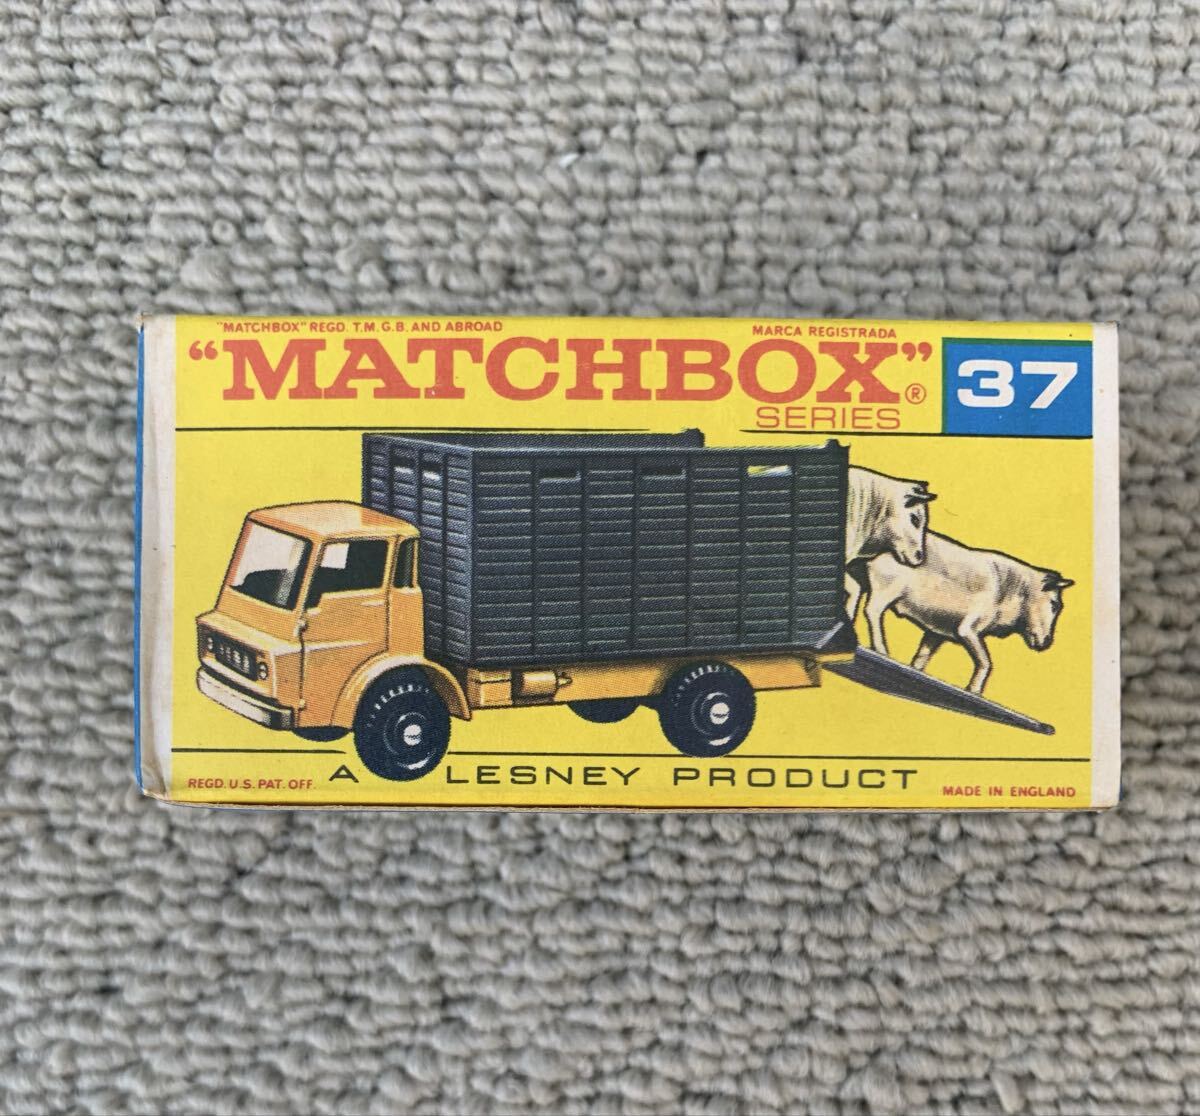 "MATCHBOX" REGD. T.M. G.B. AND ABROAD
MARCA REGISTRADA
“MATCHBOX”®
SERIES
37
REGD. U.S. PAT. OFF.
A LESNEY PRODUCT
MADE IN ENGLAND